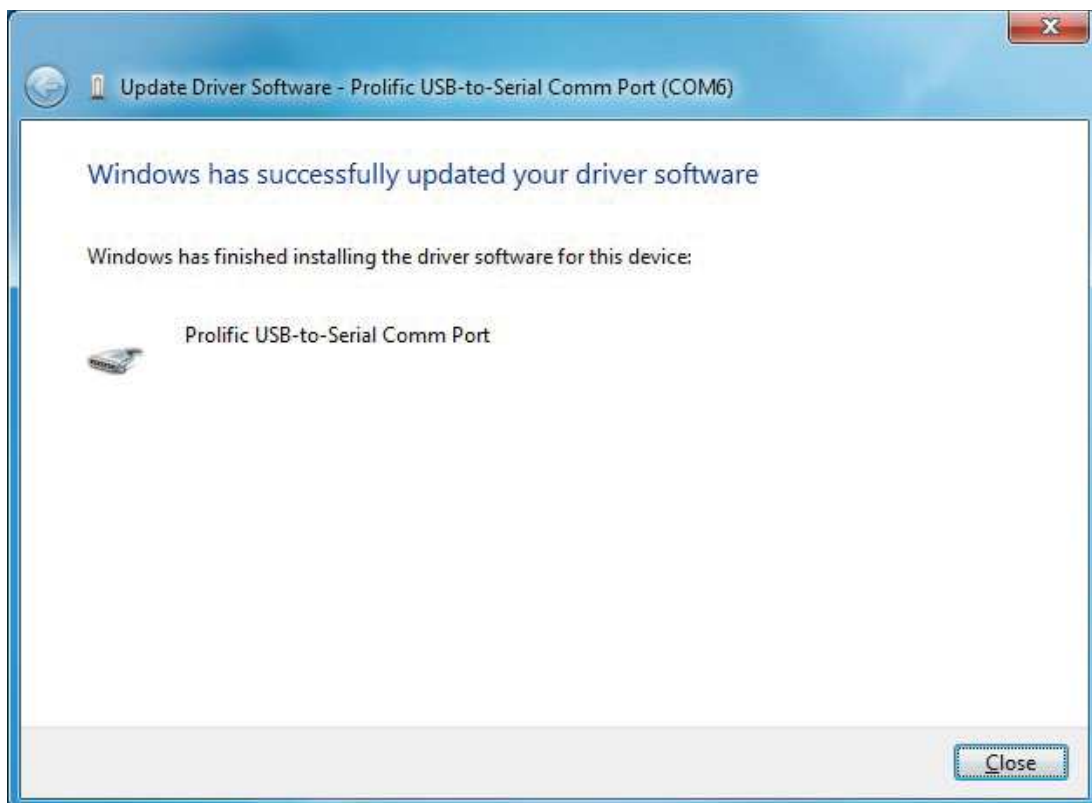 Update Driver Software - Prolific USB-to-Serial Comm Port (COM6)
Windows has successfully updated your driver software
Windows has finished installing the driver software for this device:
Prolific USB-to-Serial Comm Port
Close